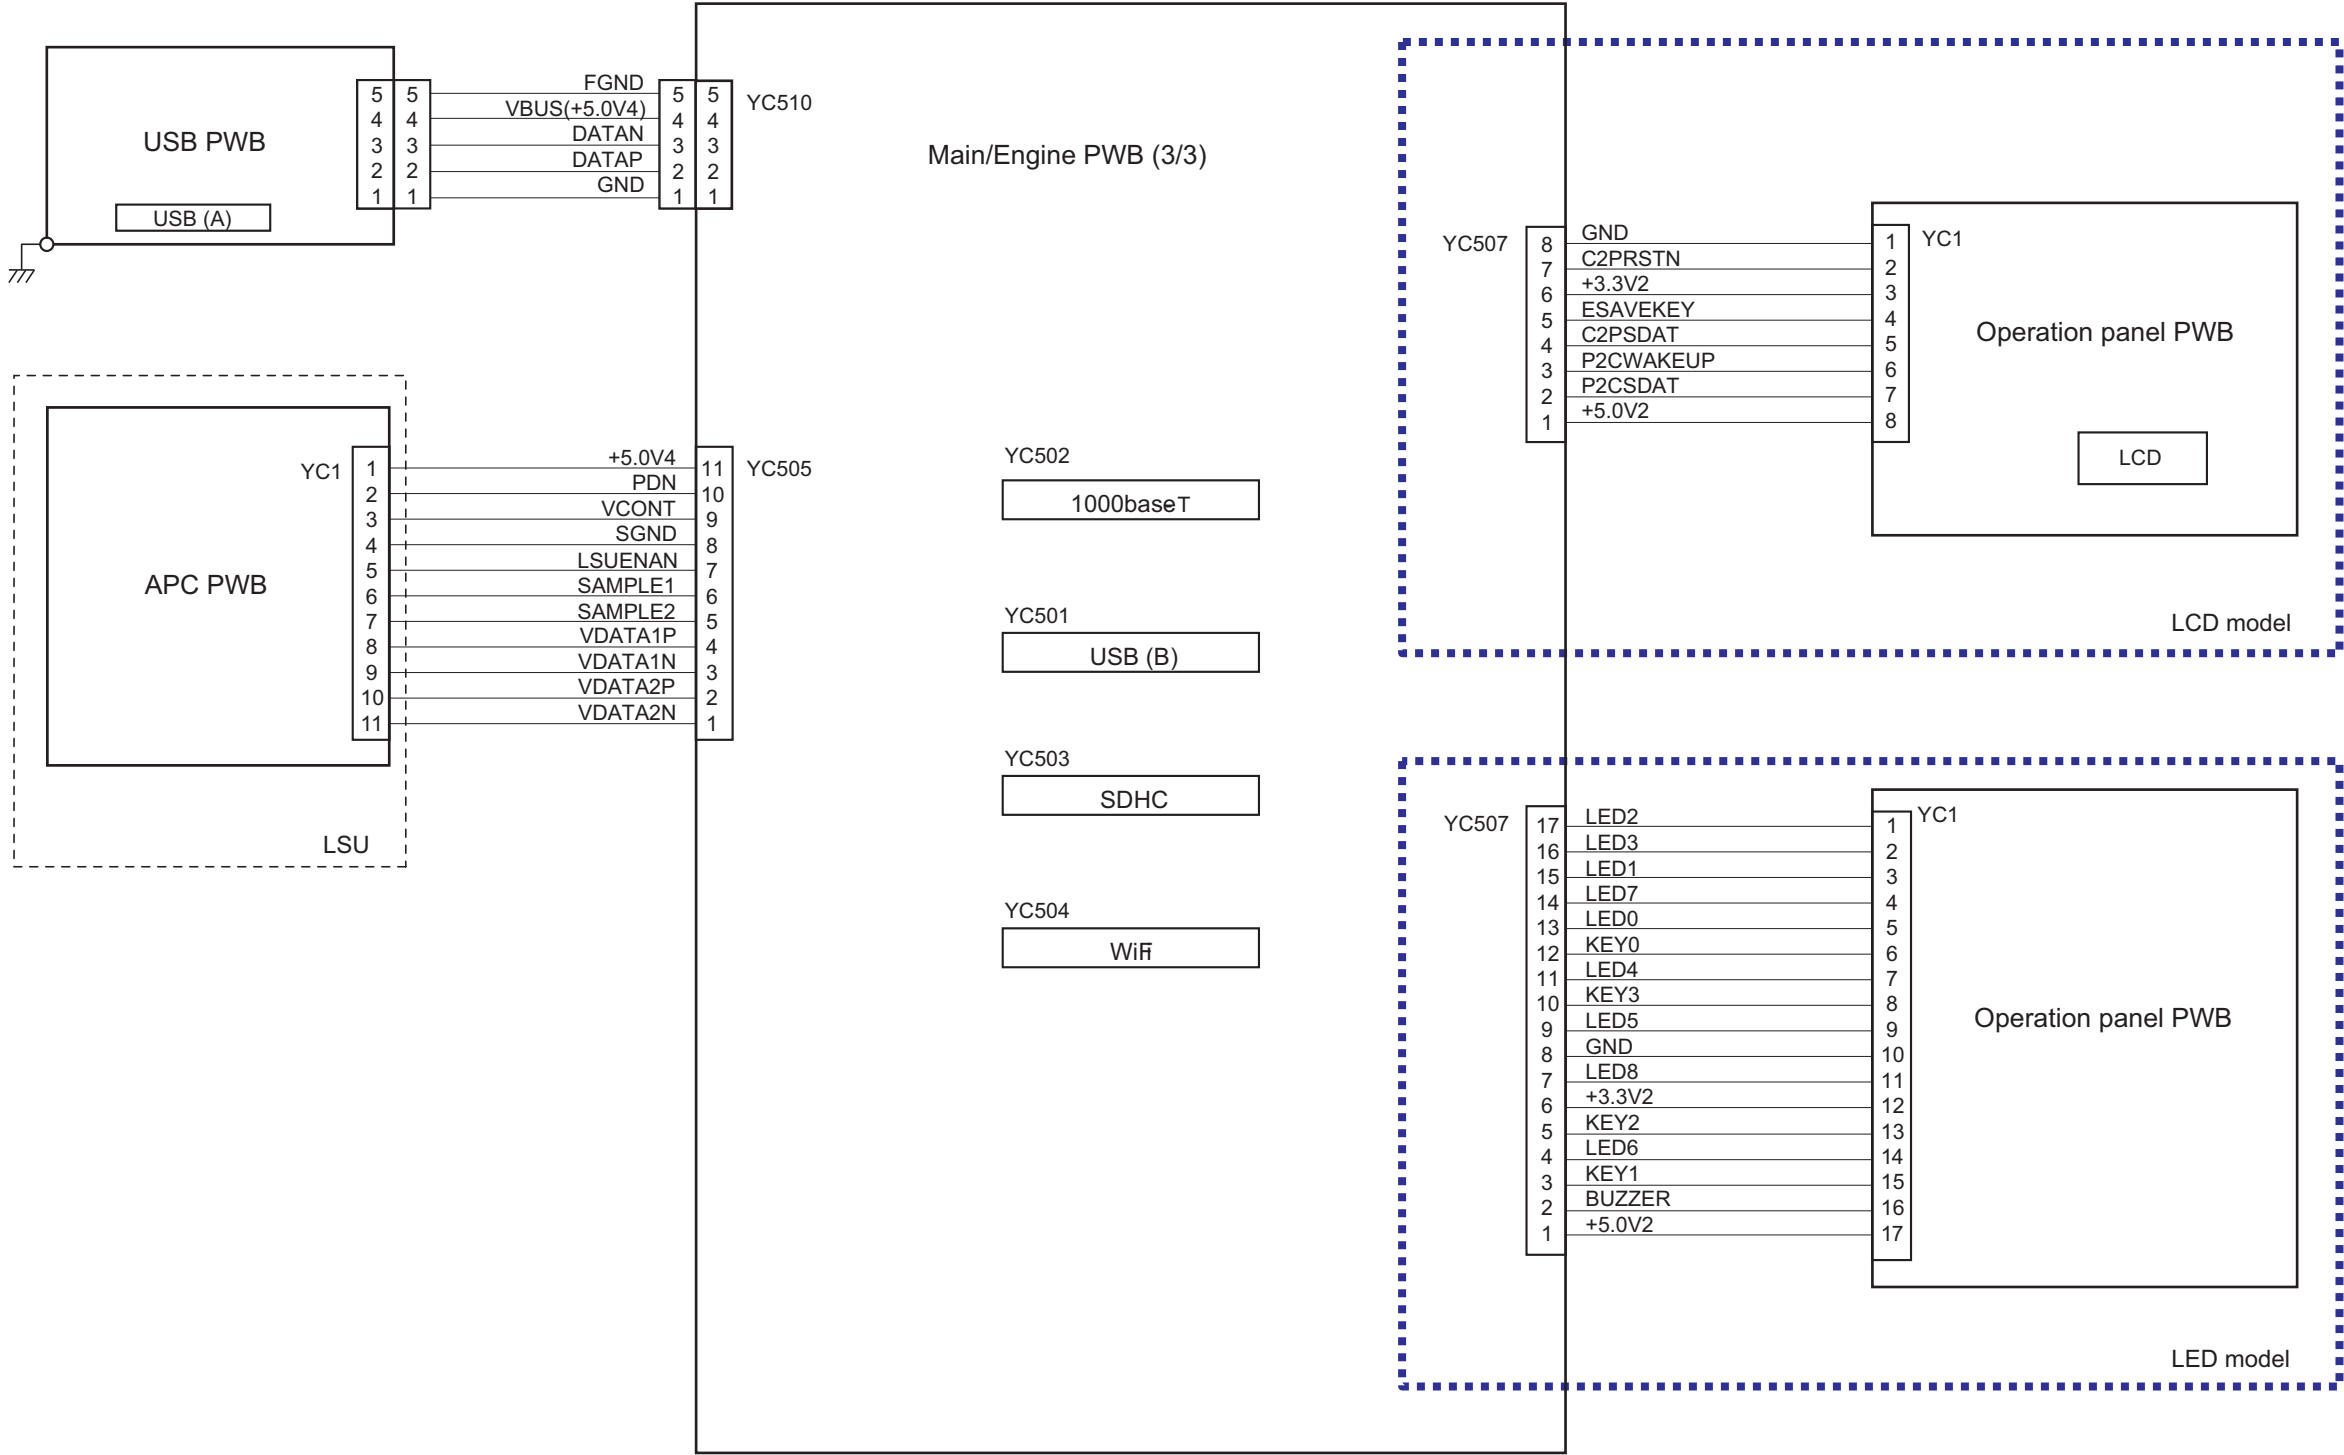 USB PWB
USB (A)
5 5 FGND 5 5
4 4 VBUS(+5.0V4) 4 4
3 3 DATAN 3 3
2 2 DATAP 2 2
1 1 GND 1 1
YC510
Main/Engine PWB (3/3)
APC PWB
LSU
YC1
YC505
1 +5.0V4 11
2 PDN 10
3 VCONT 9
4 SGND 8
5 LSUENAN 7
6 SAMPLE1 6
7 SAMPLE2 5
8 VDATA1P 4
9 VDATA1N 3
10 VDATA2P 2
11 VDATA2N 1
YC502
1000baseT
YC501
USB (B)
YC503
SDHC
YC504
WiFi
YC507
YC1
8 GND 1
7 C2PRSTN 2
6 +3.3V2 3
5 ESAVEKEY 4
4 C2PSDAT 5
3 P2CWAKEUP 6
2 P2CSDAT 7
1 +5.0V2 8
Operation panel PWB
LCD
LCD model
YC507
YC1
17 LED2 1
16 LED3 2
15 LED1 3
14 LED7 4
13 LED0 5
12 KEY0 6
11 LED4 7
10 KEY3 8
9 LED5 9
8 GND 10
7 LED8 11
6 +3.3V2 12
5 KEY2 13
4 LED6 14
3 KEY1 15
2 BUZZER 16
1 +5.0V2 17
Operation panel PWB
LED model